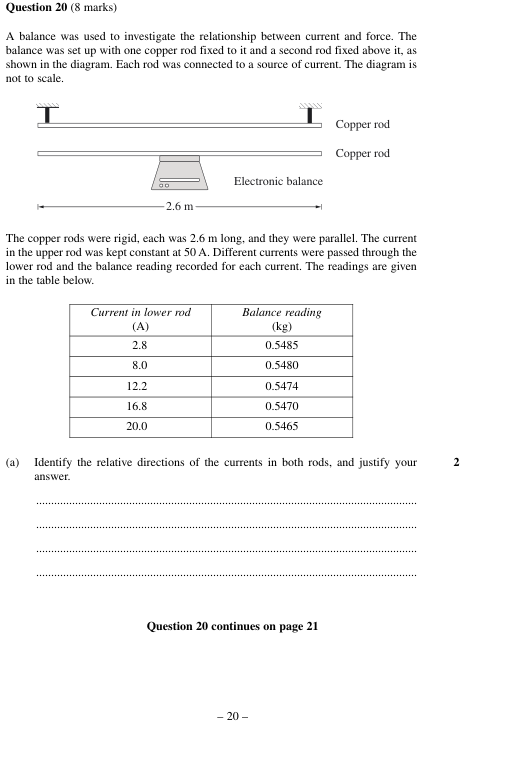 Question 20 (8 marks)
A balance was used to investigate the relationship between current and force. The
balance was set up with one copper rod fixed to it and a second rod fixed above it, as
shown in the diagram. Each rod was connected to a source of current. The diagram is
not to scale.
Copper rod
Copper rod
Electronic balance
2.6 m
The copper rods were rigid, each was 2.6 m long, and they were parallel. The current
in the upper rod was kept constant at 50 A. Different currents were passed through the
lower rod and the balance reading recorded for each current. The readings are given
in the table below.
Current in lower rod Balance reading
(A) (kg)
2.8 0.5485
8.0 0.5480
12.2 0.5474
16.8 0.5470
20.0 0.5465
(a) Identify the relative directions of the currents in both rods, and justify your 2
answer.
................................................................................
................................................................................
................................................................................
................................................................................
Question 20 continues on page 21
– 20 –